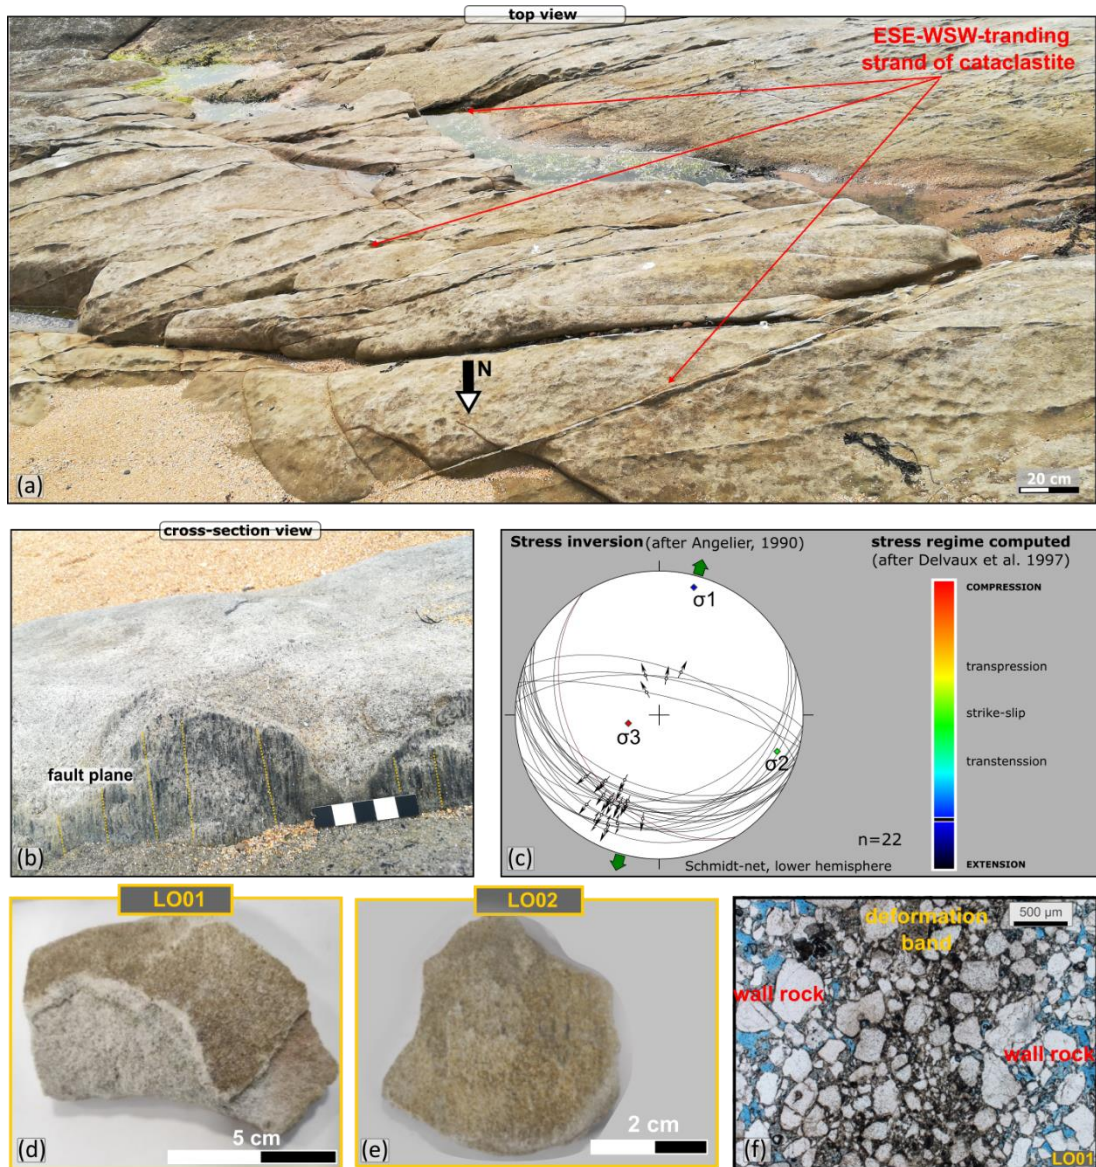 top view
ESE-WSW-tranding
strand of cataclastite
N
(a)
20 cm
cross-section view
fault plane
(b)
Stress inversion (after Angelier, 1990)
stress regime computed
(after Delvaux et al. 1997)
COMPRESSION
transpression
strike-slip
transtenssion
EXTENSION
σ1
σ3
σ2
n=22
(c)
Schmidt-net, lower hemisphere
LO01
(d)
5 cm
LO02
(e)
2 cm
deformation
band
500 µm
wall rock
wall rock
(f)
LO01